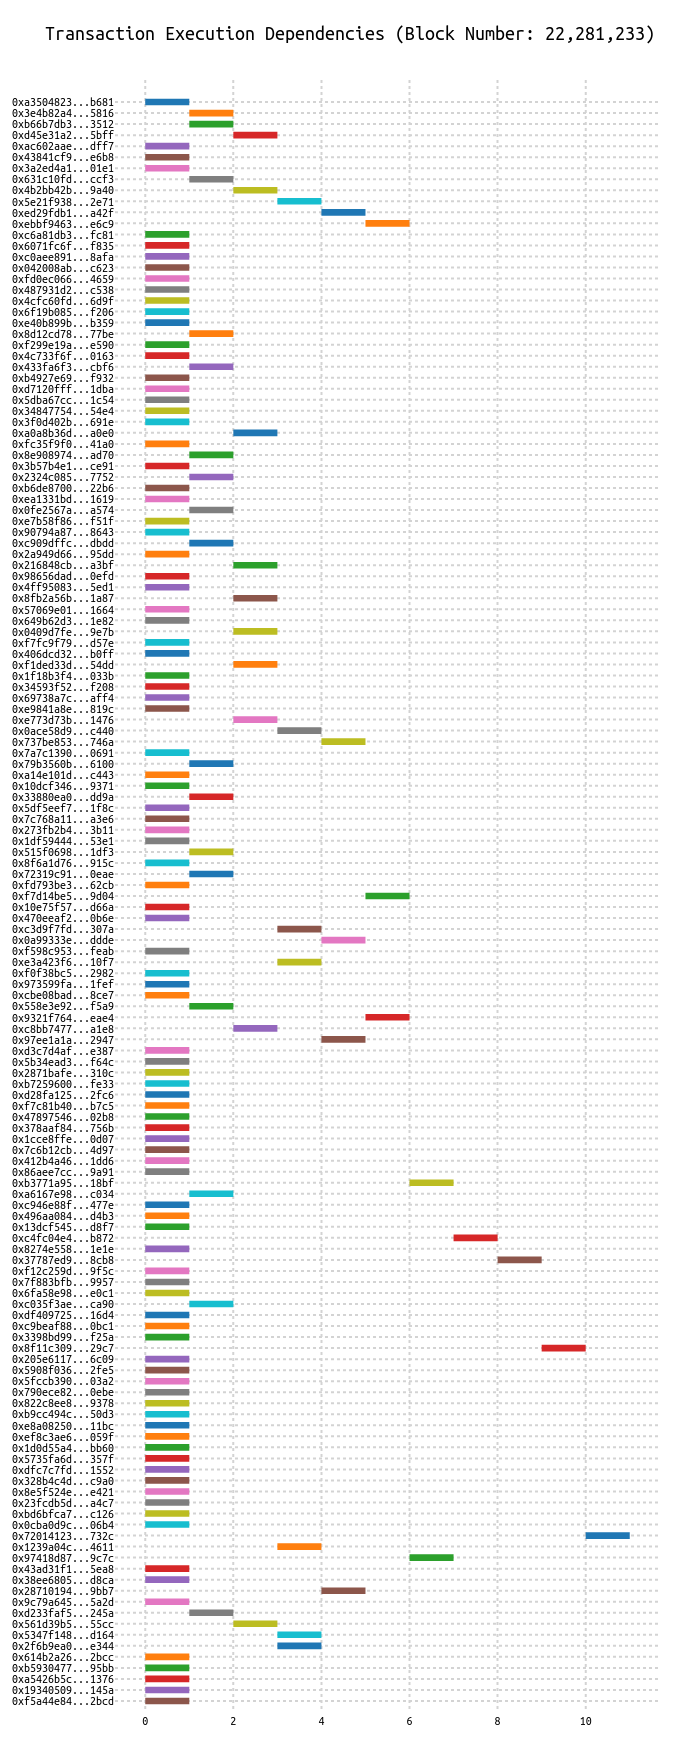 Transaction Execution Dependencies (Block Number: 22,281,233)
0xa3504823...b681
0x3e4b82a4...5816
0xb66b7db3...3512
0xd45e31a2...5bff
0xac602aae...dff7
0x43841cf9...e6b8
0x3a2ed4a1...01e1
0x631c10fd...ccf3
0x4b2bb42b...9a40
0x5e21f938...2e71
0xed29fdb1...a42f
0xebbf9463...e6c9
0xc6a81db3...fc81
0x6071fc6f...f835
0xc0aee891...8afa
0x042008ab...c623
0xfd0ec066...4659
0x487931d2...c538
0x4cfc60fd...6d9f
0x6f19b085...f206
0xe40b899b...b359
0x8d12cd78...77be
0xf299e19a...e590
0x4c733f6f...0163
0x433fa6f3...cbf6
0xb4927e69...f932
0xd7120fff...1dba
0x5dba67cc...1c54
0x34847754...54e4
0x3f0d402b...691e
0xa0a8b36d...a0e0
0xfc35f9f0...41a0
0x8e908974...ad70
0x3b57b4e1...ce91
0x2324c085...7752
0xb6de8700...22b6
0xea1331bd...1619
0x0fe2567a...a574
0xe7b58f86...f51f
0x90794a87...8643
0xc909dffc...dbdd
0x2a949d66...95dd
0x216848cb...a3bf
0x98656dad...0efd
0x4ff95083...5ed1
0x8fb2a56b...1a87
0x57069e01...1664
0x649b62d3...1e82
0x0409d7fe...9e7b
0xf7fc9f79...d57e
0x406dcd32...b0ff
0xf1ded33d...54dd
0x1f18b3f4...033b
0x34593f52...f208
0x69738a7c...aff4
0xe9841a8e...819c
0xe773d73b...1476
0x0ace58d9...c440
0x737be853...746a
0x7a7c1390...0691
0x79b3560b...6100
0xa14e101d...c443
0x10dcf346...9371
0x33880ea0...dd9a
0x5df5eef7...1f8c
0x7c768a11...a3e6
0x273fb2b4...3b11
0x1df59444...53e1
0x515f0698...1df3
0x8f6a1d76...915c
0x72319c91...0eae
0xfd793be3...62cb
0xf7d14be5...9d04
0x10e75f57...d66a
0x470eeaf2...0b6e
0xc3d9f7fd...307a
0x0a99333e...ddde
0xf598c953...feab
0xe3a423f6...10f7
0xf0f38bc5...2982
0x973599fa...1fef
0xcbe08bad...8ce7
0x558e3e92...f5a9
0x9321f764...eae4
0xc8bb7477...a1e8
0x97ee1a1a...2947
0xd3c7d4af...e387
0x5b34ead3...f64c
0x2871bafe...310c
0xb7259600...fe33
0xd28fa125...2fc6
0xf7c81b40...b7c5
0x47897546...02b8
0x378aaf84...756b
0x1cce8ffe...0d07
0x7c6b12cb...4d97
0x412b4a46...1dd6
0x86aee7cc...9a91
0xb3771a95...18bf
0xa6167e98...c034
0xc946e88f...477e
0x496aa084...d4b3
0x13dcf545...d8f7
0xc4fc04e4...b872
0x8274e558...1e1e
0x37787ed9...8cb8
0xf12c259d...9f5c
0x7f883bfb...9957
0x6fa58e98...e0c1
0xc035f3ae...ca90
0xdf409725...16d4
0xc9beaf88...0bc1
0x3398bd99...f25a
0x8f11c309...29c7
0x205e6117...6c09
0x5908f036...2fe5
0x5fccb390...03a2
0x790ece82...0ebe
0x822c8ee8...9378
0xb9cc494c...50d3
0xe8a08250...11bc
0xef8c3ae6...059f
0x1d0d55a4...bb60
0x5735fa6d...357f
0xdfc7c7fd...1552
0x328b4c4d...c9a0
0x8e5f524e...e421
0x23fcdb5d...a4c7
0xbd6bfca7...c126
0x0cba0d9c...06b4
0x72014123...732c
0x1239a04c...4611
0x97418d87...9c7c
0x43ad31f1...5ea8
0x38ee6805...d8ca
0x28710194...9bb7
0x9c79a645...5a2d
0xd233faf5...245a
0x561d39b5...55cc
0x5347f148...d164
0x2f6b9ea0...e344
0x614b2a26...2bcc
0xb5930477...95bb
0xa5426b5c...1376
0x19340509...145a
0xf5a44e84...2bcd
0 2 4 6 8 10